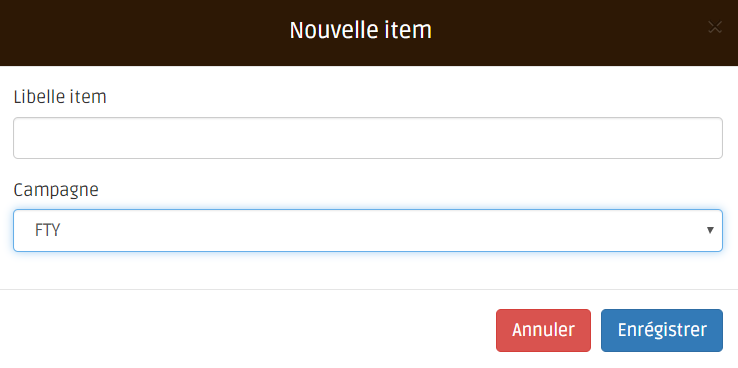 Nouvelle item
×
Libelle item
Campagne
FTY
Annuler Enrégistrer